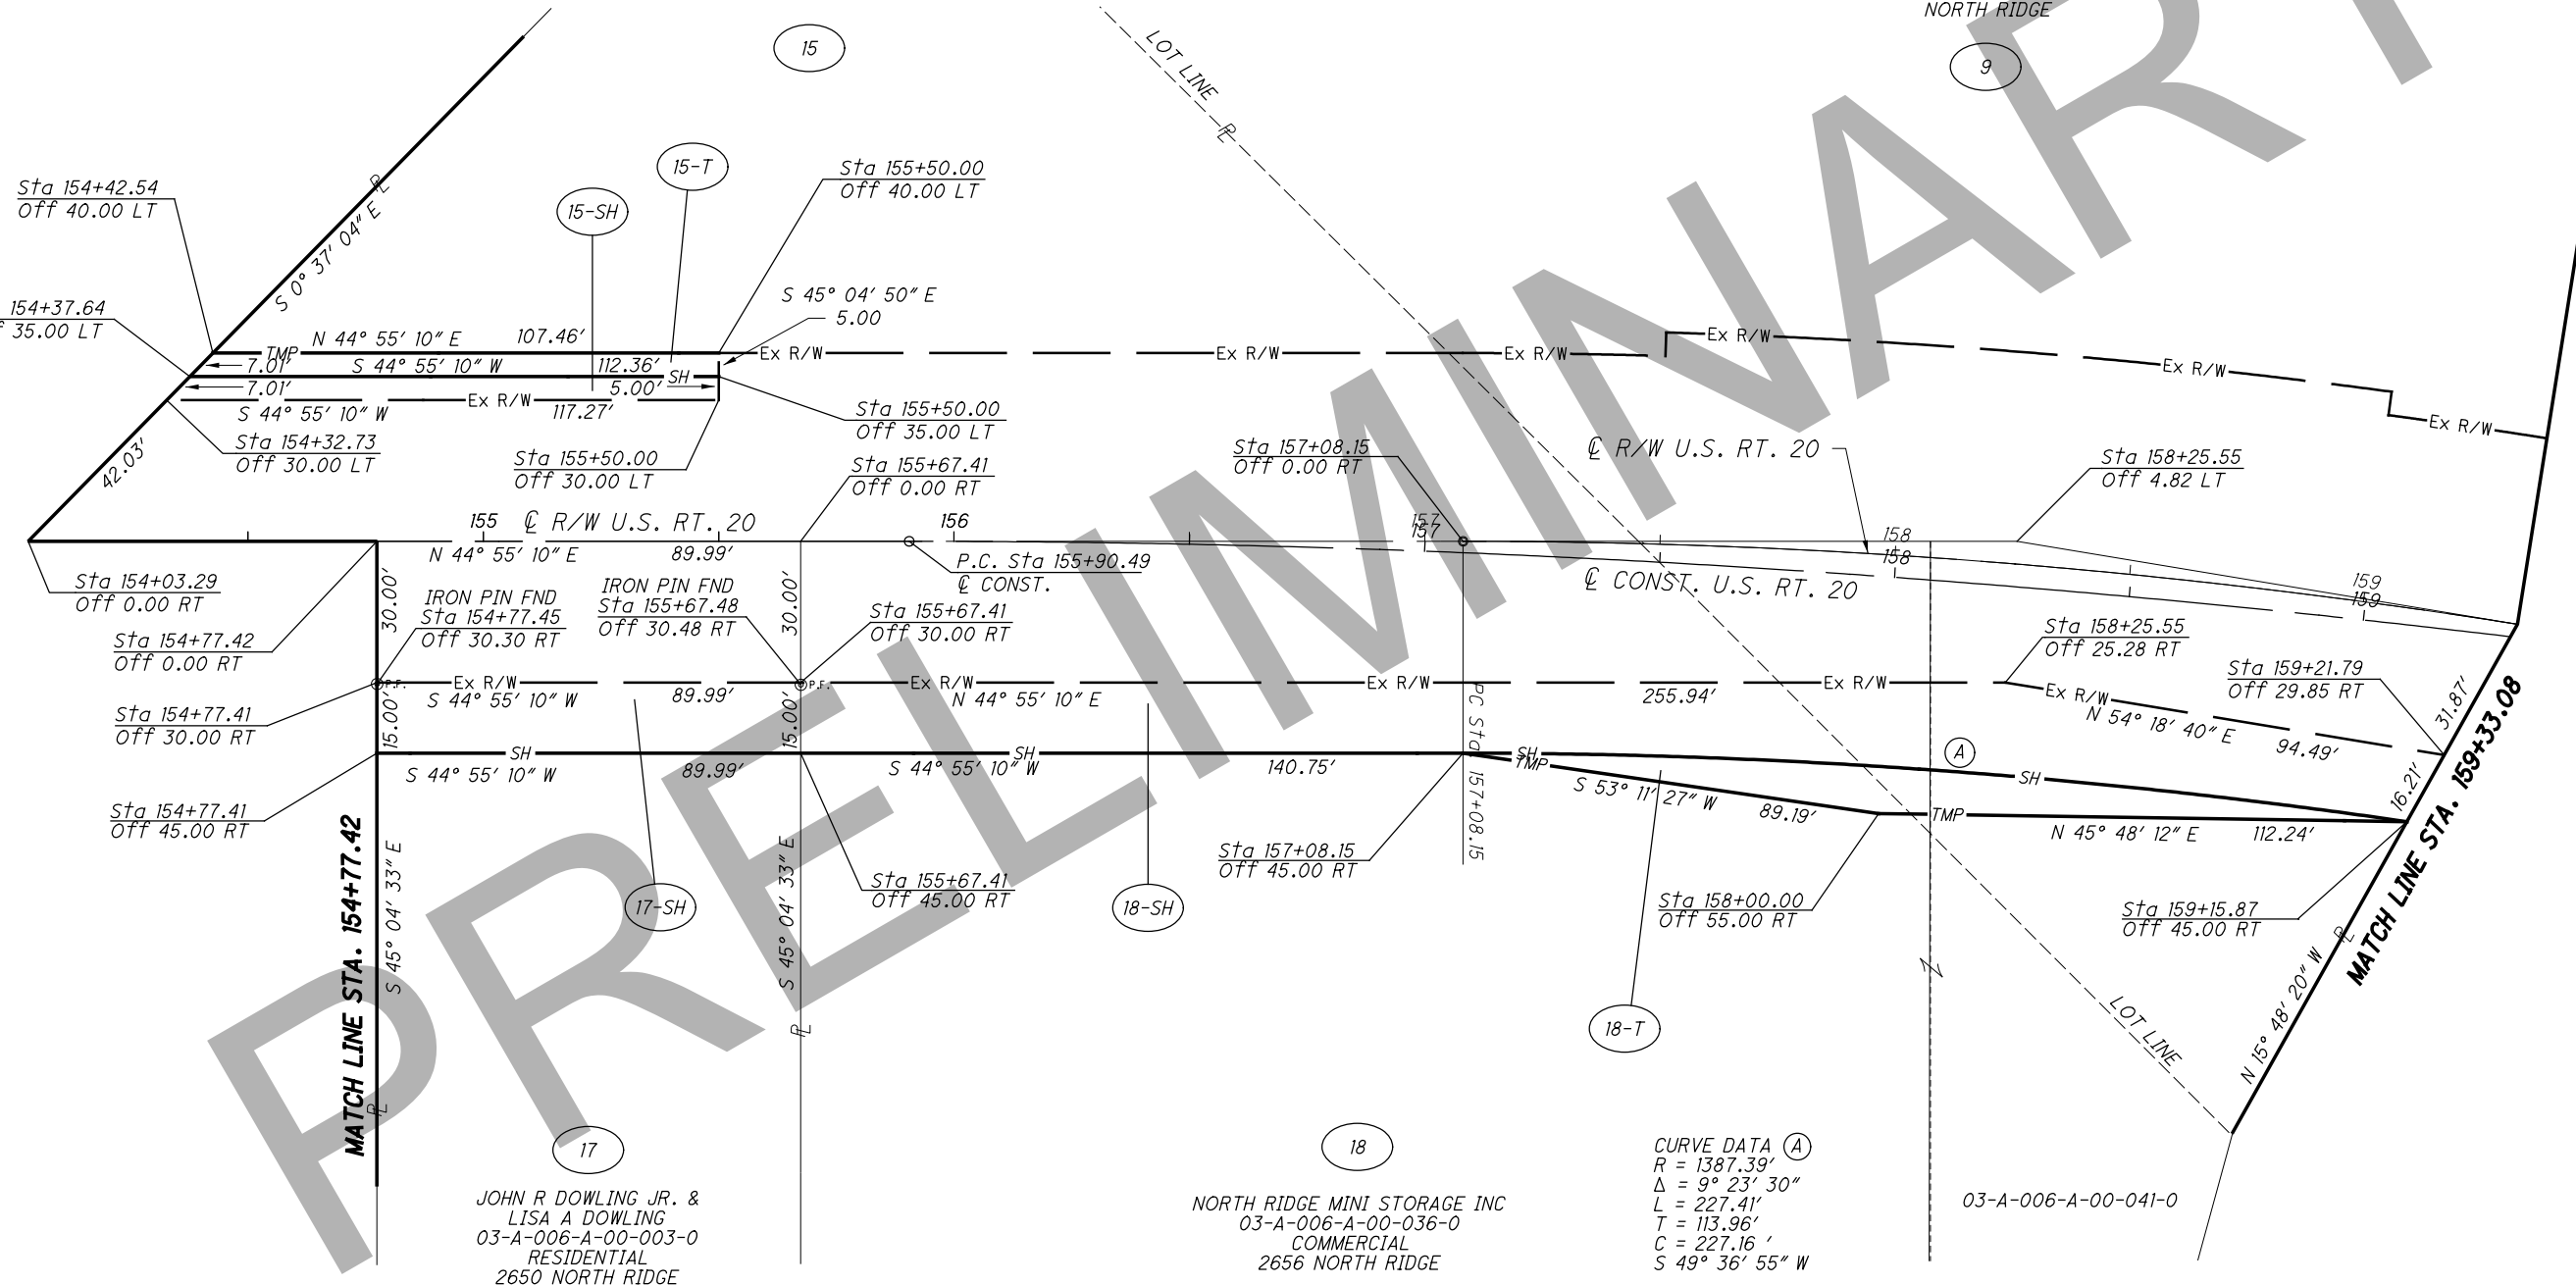 NORTH RIDGE
15
9
LOT LINE
PL
PL
S 0° 37' 04" E
15-T
15-SH
Sta 154+42.54
Off 40.00 LT
Sta 155+50.00
Off 40.00 LT
154+37.64
35.00 LT
S 45° 04' 50" E
5.00
N 44° 55' 10" E 107.46'
TMP
7.01' S 44° 55' 10" W 112.36' SH
7.01' 5.00'
Ex R/W
S 44° 55' 10" W 117.27'
Ex R/W
Ex R/W
Ex R/W
Ex R/W
Ex R/W
Ex R/W
Sta 154+32.73
Off 30.00 LT
Sta 155+50.00
Off 30.00 LT
Sta 155+50.00
Off 35.00 LT
Sta 155+67.41
Off 0.00 RT
Sta 157+08.15
Off 0.00 RT
℄ R/W U.S. RT. 20
Sta 158+25.55
Off 4.82 LT
42.03'
155 ℄ R/W U.S. RT. 20
156
157
157
158
158
159
159
N 44° 55' 10" E 89.99'
P.C. Sta 155+90.49
℄ CONST.
℄ CONST. U.S. RT. 20
Sta 154+03.29
Off 0.00 RT
Sta 154+77.42
Off 0.00 RT
30.00'
IRON PIN FND
Sta 154+77.45
Off 30.30 RT
IRON PIN FND
Sta 155+67.48
Off 30.48 RT
30.00'
Sta 155+67.41
Off 30.00 RT
Sta 158+25.55
Off 25.28 RT
Sta 159+21.79
Off 29.85 RT
31.87'
P.F.
Ex R/W
S 44° 55' 10" W 89.99'
P.F.
Ex R/W
N 44° 55' 10" E
Ex R/W
255.94'
Ex R/W
Ex R/W
N 54° 18' 40" E 94.49'
Sta 154+77.41
Off 30.00 RT
15.00'
15.00'
PC Sta 157+08.15
SH
S 44° 55' 10" W 89.99'
SH
S 44° 55' 10" W 140.75'
SH
TMP
S 53° 11' 27" W 89.19'
A
SH
16.21'
TMP
N 45° 48' 12" E 112.24'
Sta 154+77.41
Off 45.00 RT
Sta 155+67.41
Off 45.00 RT
Sta 157+08.15
Off 45.00 RT
Sta 158+00.00
Off 55.00 RT
Sta 159+15.87
Off 45.00 RT
MATCH LINE STA. 154+77.42
S 45° 04' 33" E
PL
S 45° 04' 33" E
PL
17-SH
18-SH
18-T
MATCH LINE STA. 159+33.08
PL
N 15° 48' 20" W
LOT LINE
17
JOHN R DOWLING JR. &
LISA A DOWLING
03-A-006-A-00-003-0
RESIDENTIAL
2650 NORTH RIDGE
18
NORTH RIDGE MINI STORAGE INC
03-A-006-A-00-036-0
COMMERCIAL
2656 NORTH RIDGE
CURVE DATA A
R = 1387.39'
Δ = 9° 23' 30"
L = 227.41'
T = 113.96'
C = 227.16 '
S 49° 36' 55" W
03-A-006-A-00-041-0
PRELIMINARY